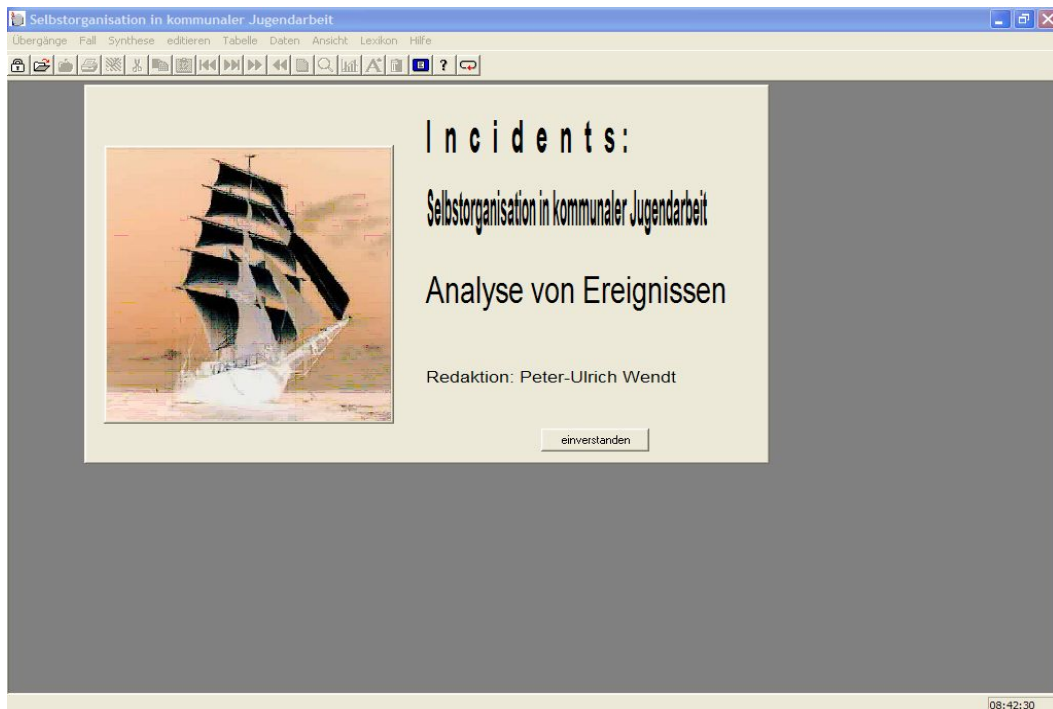 Selbstorganisation in kommunaler Jugendarbeit
Übergänge Fall Synthese editieren Tabelle Daten Ansicht Lexikon Hilfe
I n c i d e n t s :
Selbstorganisation in kommunaler Jugendarbeit
Analyse von Ereignissen
Redaktion: Peter-Ulrich Wendt
einverstanden
08:42:30